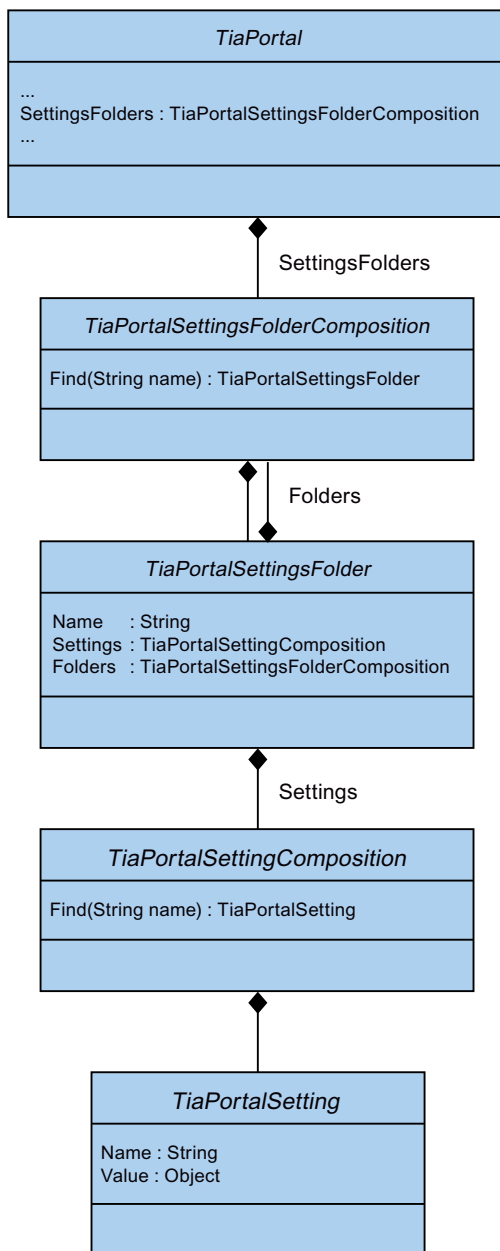 TiaPortal
...
SettingsFolders : TiaPortalSettingsFolderComposition
...
SettingsFolders
TiaPortalSettingsFolderComposition
Find(String name) : TiaPortalSettingsFolder
Folders
TiaPortalSettingsFolder
Name : String
Settings : TiaPortalSettingComposition
Folders : TiaPortalSettingsFolderComposition
Settings
TiaPortalSettingComposition
Find(String name) : TiaPortalSetting
TiaPortalSetting
Name : String
Value : Object